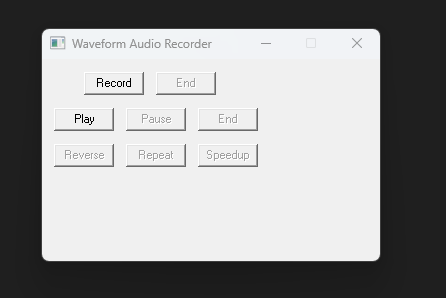 Waveform Audio Recorder
Record End
Play Pause End
Reverse Repeat Speedup